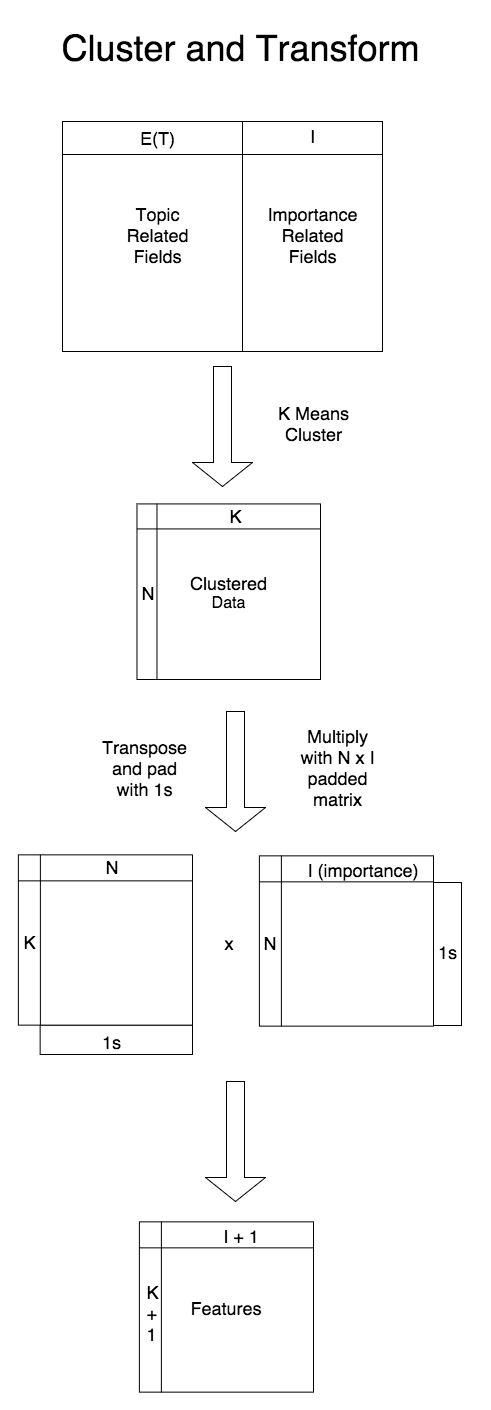 Cluster and Transform
E(T)
I
Topic
Related
Fields
Importance
Related
Fields
K Means
Cluster
K
N
Clustered
Data
Transpose
and pad
with 1s
Multiply
with N x I
padded
matrix
N
K
1s
x
I (importance)
N
1s
I + 1
K
+
1
Features